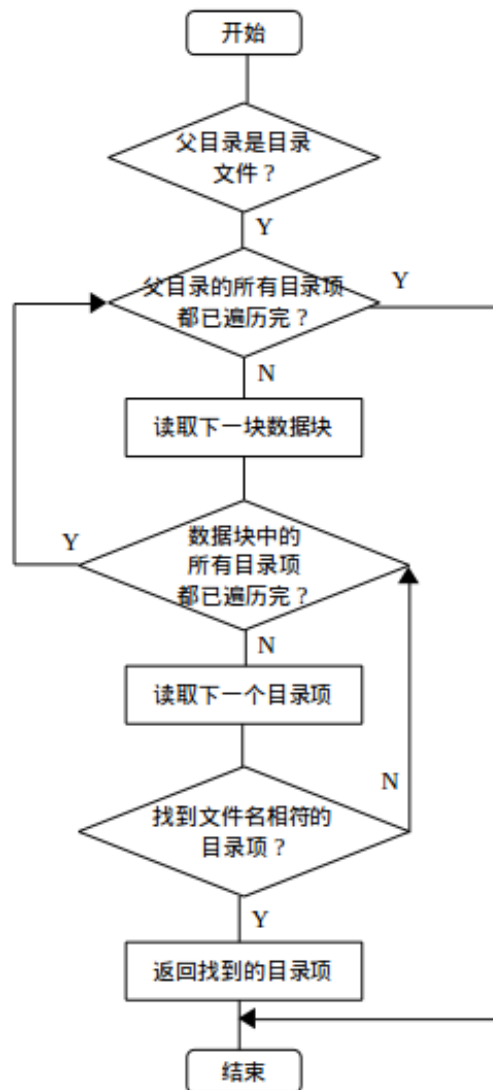 开始
父目录是目录
文件？
Y
父目录的所有目录项
都已遍历完？
Y
N
读取下一块数据块
数据块中的
所有目录项
都已遍历完？
Y
N
读取下一个目录项
N
找到文件名相符的
目录项？
Y
返回找到的目录项
结束